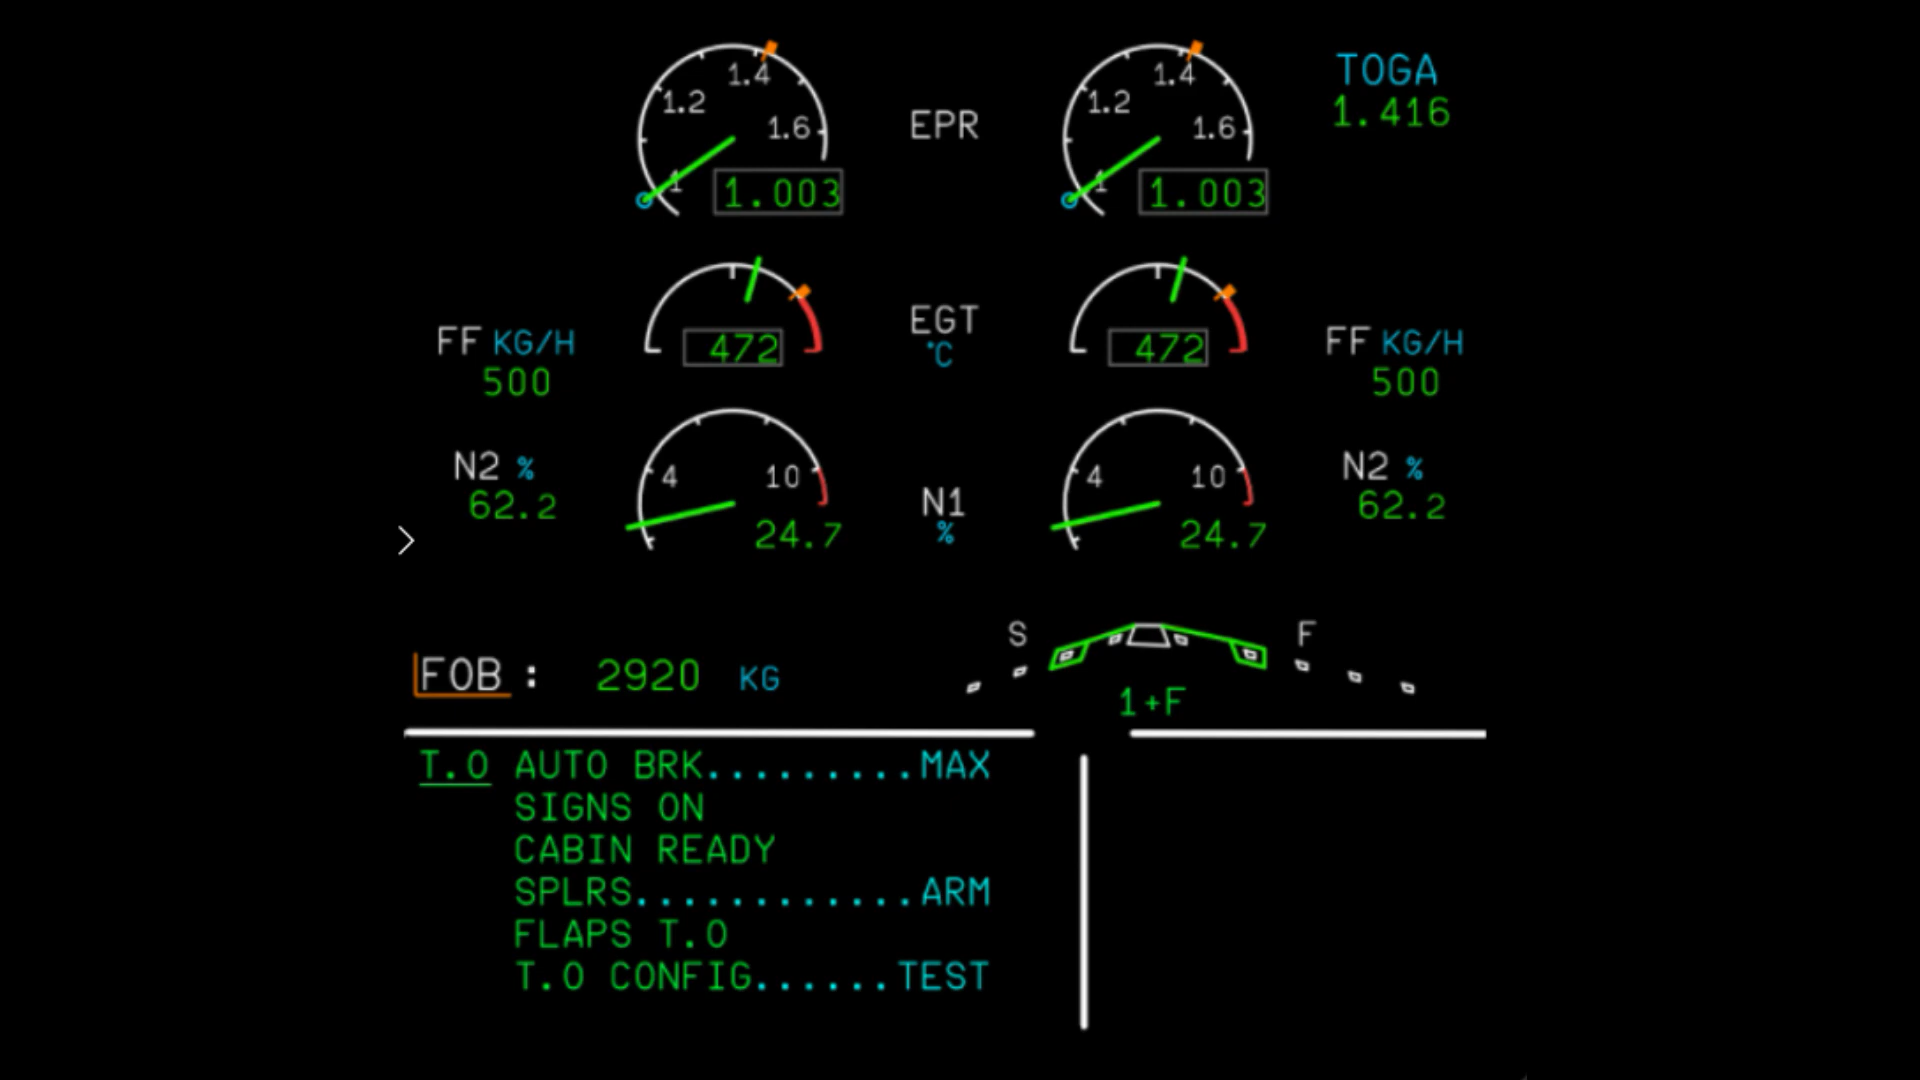 1.4 1.4 TOGA
1.2 1.2 1.416
1.6 EPR 1.6
1 1.003 1 1.003
EGT
FF KG/H 472 °C 472 FF KG/H
500 500
N2 % 4 10 4 10 N2 %
62.2 N1 62.2
24.7 % 24.7
S F
FOB : 2920 KG
1+F
T.O AUTO BRK.........MAX
SIGNS ON
CABIN READY
SPLRS............ARM
FLAPS T.O
T.O CONFIG......TEST